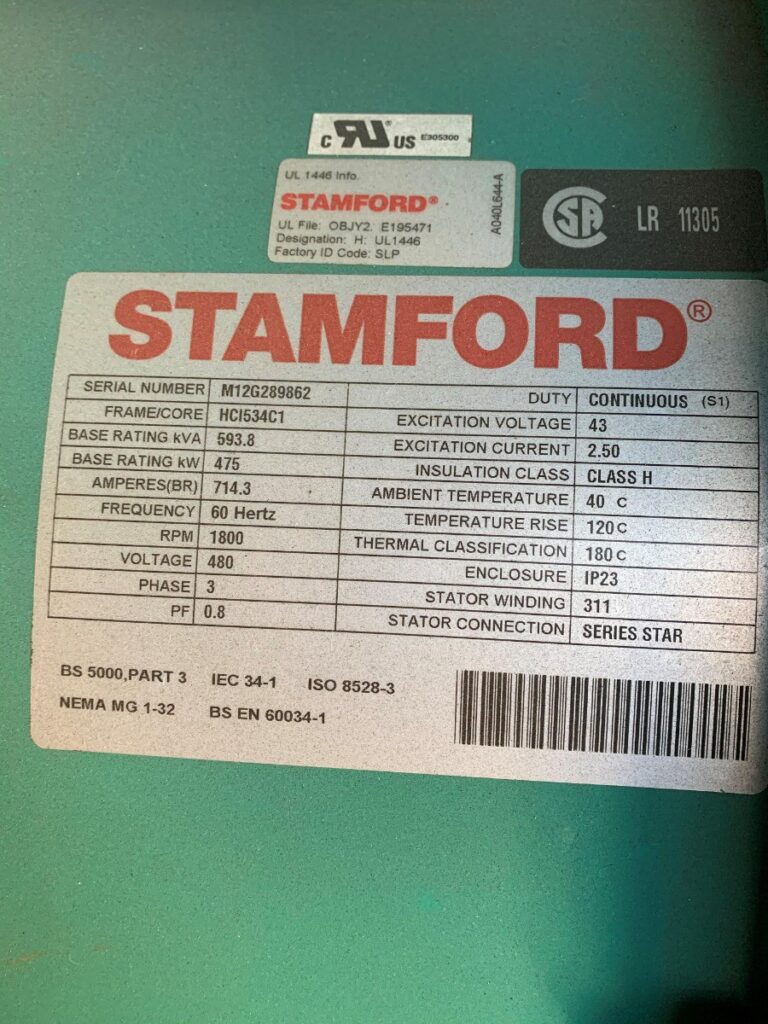 c RU® US E305300
UL 1446 Info.
STAMFORD®
UL File: OBJY2. E195471
Designation: H: UL1446
Factory ID Code: SLP
A040L644-A
SA LR 11305
STAMFORD®
SERIAL NUMBER M12G289862
FRAME/CORE HCI534C1
BASE RATING kVA 593.8
BASE RATING kW 475
AMPERES(BR) 714.3
FREQUENCY 60 Hertz
RPM 1800
VOLTAGE 480
PHASE 3
PF 0.8
DUTY CONTINUOUS (S1)
EXCITATION VOLTAGE 43
EXCITATION CURRENT 2.50
INSULATION CLASS CLASS H
AMBIENT TEMPERATURE 40 C
TEMPERATURE RISE 120 C
THERMAL CLASSIFICATION 180 C
ENCLOSURE IP23
STATOR WINDING 311
STATOR CONNECTION SERIES STAR
BS 5000,PART 3 IEC 34-1 ISO 8528-3
NEMA MG 1-32 BS EN 60034-1